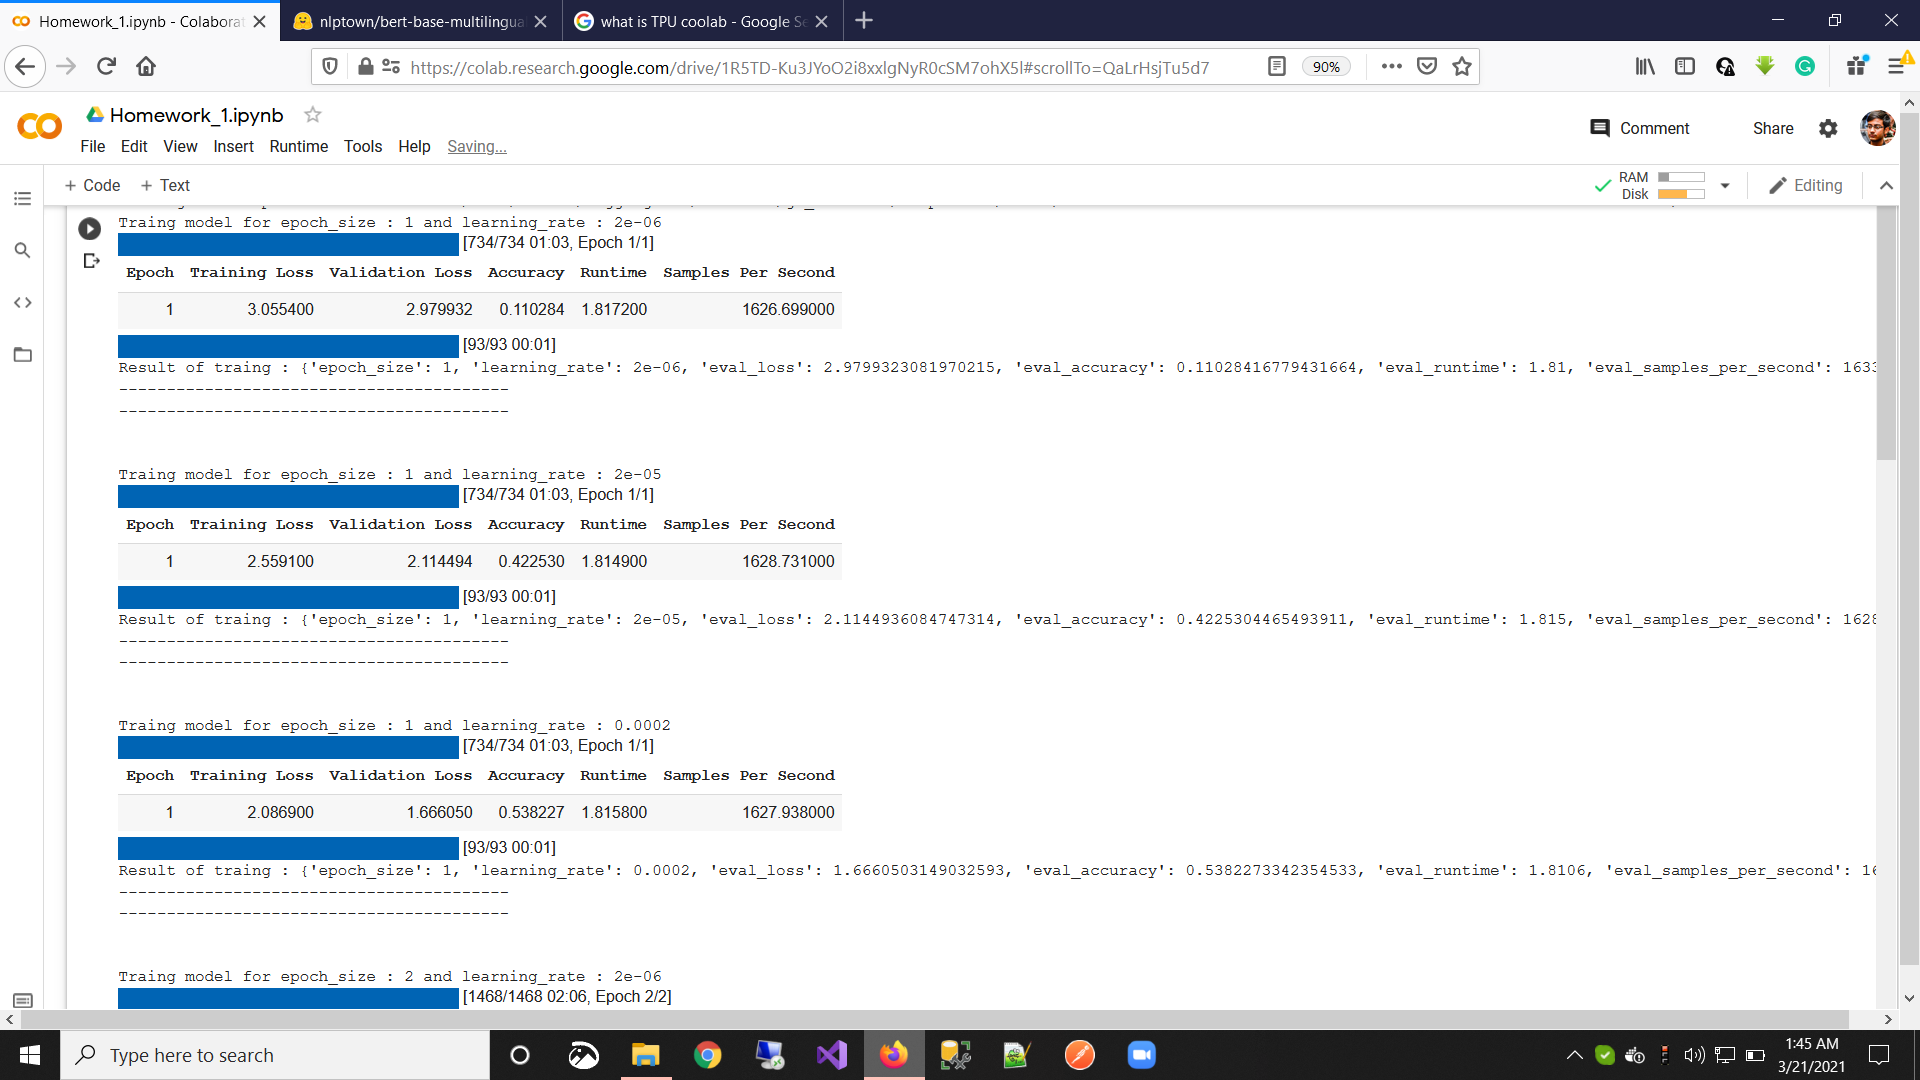 Homework_1.ipynb - Colaborat
nlptown/bert-base-multilingua
what is TPU coolab - Google Se
https://colab.research.google.com/drive/1R5TD-Ku3JYoO2i8xxlgNyR0cSM7ohX5l#scrollTo=QaLrHsjTu5d7
90%
Homework_1.ipynb
Comment
Share
File Edit View Insert Runtime Tools Help Saving...
+ Code + Text
RAM
Disk
Editing
Traing model for epoch_size : 1 and learning_rate : 2e-06
[734/734 01:03, Epoch 1/1]
Epoch Training Loss Validation Loss Accuracy Runtime Samples Per Second
1 3.055400 2.979932 0.110284 1.817200 1626.699000
[93/93 00:01]
Result of traing : {'epoch_size': 1, 'learning_rate': 2e-06, 'eval_loss': 2.9799323081970215, 'eval_accuracy': 0.11028416779431664, 'eval_runtime': 1.81, 'eval_samples_per_second': 1633
-----------------------------------------
-----------------------------------------
Traing model for epoch_size : 1 and learning_rate : 2e-05
[734/734 01:03, Epoch 1/1]
Epoch Training Loss Validation Loss Accuracy Runtime Samples Per Second
1 2.559100 2.114494 0.422530 1.814900 1628.731000
[93/93 00:01]
Result of traing : {'epoch_size': 1, 'learning_rate': 2e-05, 'eval_loss': 2.1144936084747314, 'eval_accuracy': 0.4225304465493911, 'eval_runtime': 1.815, 'eval_samples_per_second': 1628
-----------------------------------------
-----------------------------------------
Traing model for epoch_size : 1 and learning_rate : 0.0002
[734/734 01:03, Epoch 1/1]
Epoch Training Loss Validation Loss Accuracy Runtime Samples Per Second
1 2.086900 1.666050 0.538227 1.815800 1627.938000
[93/93 00:01]
Result of traing : {'epoch_size': 1, 'learning_rate': 0.0002, 'eval_loss': 1.6660503149032593, 'eval_accuracy': 0.5382273342354533, 'eval_runtime': 1.8106, 'eval_samples_per_second': 16
-----------------------------------------
-----------------------------------------
Traing model for epoch_size : 2 and learning_rate : 2e-06
[1468/1468 02:06, Epoch 2/2]
Type here to search
1:45 AM
3/21/2021